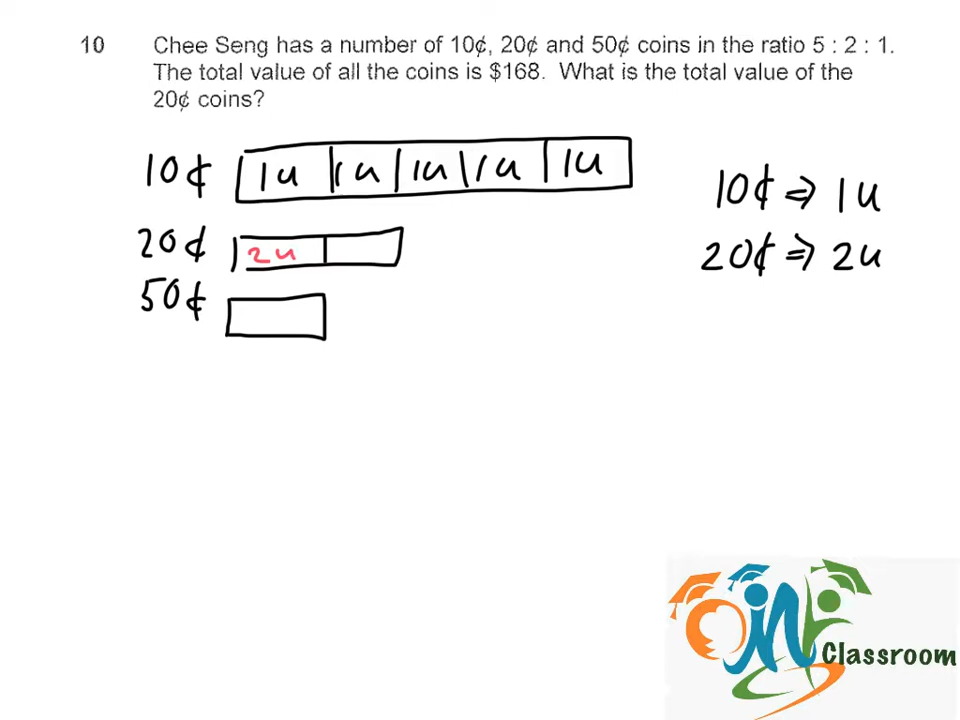 10 Chee Seng has a number of 10¢, 20¢ and 50¢ coins in the ratio 5 : 2 : 1.
The total value of all the coins is $168. What is the total value of the
20¢ coins?
10¢ 1u 1u 1u 1u 1u
20¢ 2u
50¢
10¢ ⇒ 1u
20¢ ⇒ 2u
Classroom